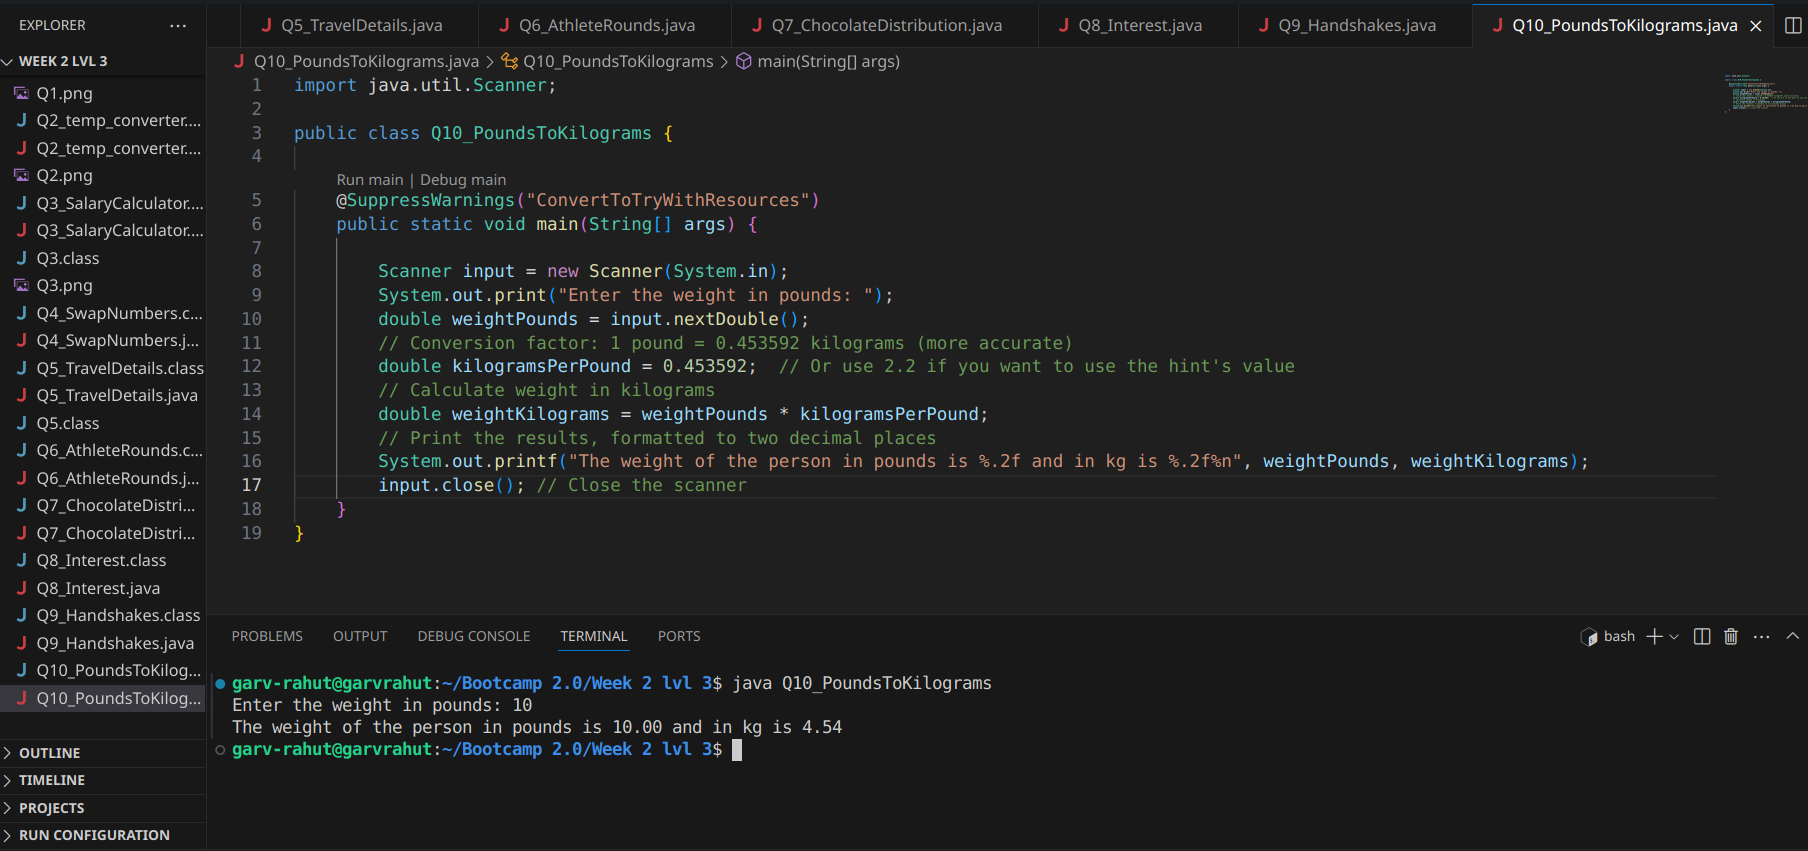 EXPLORER
···
WEEK 2 LVL 3
Q1.png
Q2_temp_converter....
Q2_temp_converter....
Q2.png
Q3_SalaryCalculator....
Q3_SalaryCalculator....
Q3.class
Q3.png
Q4_SwapNumbers.c...
Q4_SwapNumbers.j...
Q5_TravelDetails.class
Q5_TravelDetails.java
Q5.class
Q6_AthleteRounds.c...
Q6_AthleteRounds.j...
Q7_ChocolateDistri...
Q7_ChocolateDistri...
Q8_Interest.class
Q8_Interest.java
Q9_Handshakes.class
Q9_Handshakes.java
Q10_PoundsToKilog...
Q10_PoundsToKilog...
OUTLINE
TIMELINE
PROJECTS
RUN CONFIGURATION
Q5_TravelDetails.java Q6_AthleteRounds.java Q7_ChocolateDistribution.java Q8_Interest.java Q9_Handshakes.java Q10_PoundsToKilograms.java
Q10_PoundsToKilograms.java > Q10_PoundsToKilograms > main(String[] args)
1 import java.util.Scanner;
2
3 public class Q10_PoundsToKilograms {
4
Run main | Debug main
5 @SuppressWarnings("ConvertToTryWithResources")
6 public static void main(String[] args) {
7
8 Scanner input = new Scanner(System.in);
9 System.out.print("Enter the weight in pounds: ");
10 double weightPounds = input.nextDouble();
11 // Conversion factor: 1 pound = 0.453592 kilograms (more accurate)
12 double kilogramsPerPound = 0.453592;  // Or use 2.2 if you want to use the hint's value
13 // Calculate weight in kilograms
14 double weightKilograms = weightPounds * kilogramsPerPound;
15 // Print the results, formatted to two decimal places
16 System.out.printf("The weight of the person in pounds is %.2f and in kg is %.2f%n", weightPounds, weightKilograms);
17 input.close(); // Close the scanner
18 }
19 }
PROBLEMS OUTPUT DEBUG CONSOLE TERMINAL PORTS
bash
garv-rahut@garvrahut:~/Bootcamp 2.0/Week 2 lvl 3$ java Q10_PoundsToKilograms
Enter the weight in pounds: 10
The weight of the person in pounds is 10.00 and in kg is 4.54
garv-rahut@garvrahut:~/Bootcamp 2.0/Week 2 lvl 3$